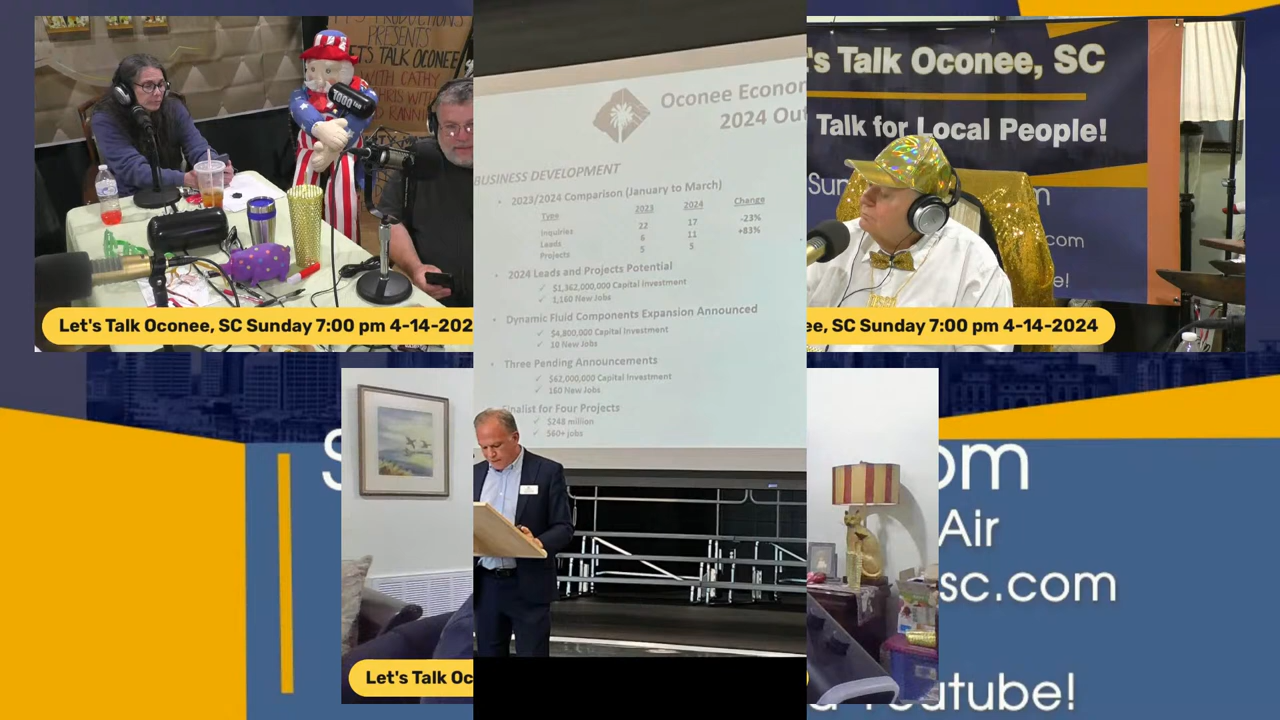 PRODUCTIONS
PRESENTS
LET'S TALK OCONEE
WITH CATHY
CHRIS WITH
RANNI
's Talk Oconee, SC
Talk for Local People!
Sun
m
.com
e!
Let's Talk Oconee, SC Sunday 7:00 pm 4-14-202
ee, SC Sunday 7:00 pm 4-14-2024
Oconee Econor
2024 Out
BUSINESS DEVELOPMENT
• 2023/2024 Comparison (January to March)
Type 2023 2024 Change
Inquiries 22 17 -23%
Leads 6 11 +83%
Projects 5 5
• 2024 Leads and Projects Potential
✓ $1,362,000,000 Capital Investment
✓ 1,160 New Jobs
• Dynamic Fluid Components Expansion Announced
✓ $4,800,000 Capital Investment
✓ 10 New Jobs
• Three Pending Announcements
✓ $62,000,000 Capital Investment
✓ 160 New Jobs
Finalist for Four Projects
✓ $248 million
✓ 560+ jobs
S
om
Air
sc.com
Youtube!
Let's Talk Oc